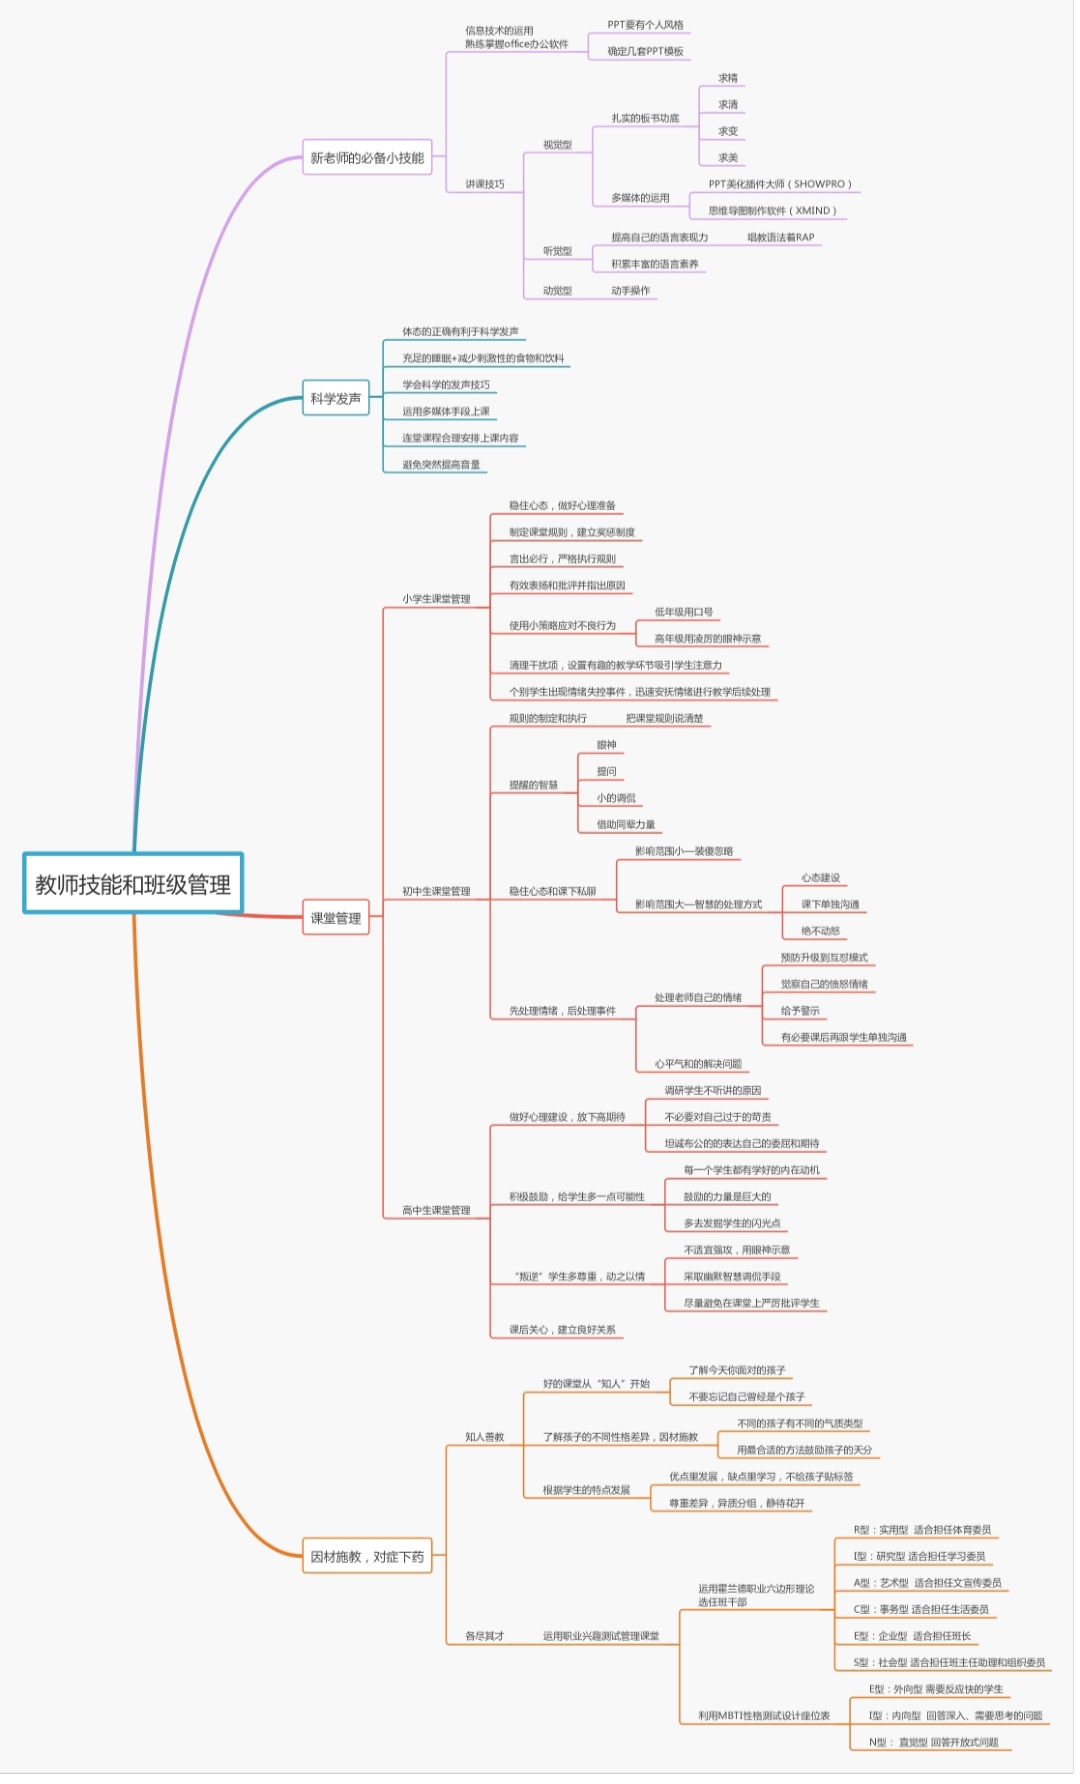 教师技能和班级管理
新老师的必备小技能
信息技术的运用
熟练掌握office办公软件
PPT要有个人风格
确定几套PPT模板
讲课技巧
视觉型
扎实的板书功底
求精
求清
求变
求美
多媒体的运用
PPT美化插件大师（SHOWPRO）
思维导图制作软件（XMIND）
听觉型
提高自己的语言表现力
唱教语法着RAP
积累丰富的语言素养
动觉型
动手操作
科学发声
体态的正确有利于科学发声
充足的睡眠+减少刺激性的食物和饮料
学会科学的发声技巧
运用多媒体手段上课
连堂课程合理安排上课内容
避免突然提高音量
课堂管理
小学生课堂管理
稳住心态，做好心理准备
制定课堂规则，建立奖惩制度
言出必行，严格执行规则
有效表扬和批评并指出原因
使用小策略应对不良行为
低年级用口号
高年级用凌厉的眼神示意
清理干扰项，设置有趣的教学环节吸引学生注意力
个别学生出现情绪失控事件，迅速安抚情绪进行教学后续处理
初中生课堂管理
规则的制定和执行
把课堂规则说清楚
提醒的智慧
眼神
提问
小的调侃
借助同辈力量
稳住心态和课下私聊
影响范围小—装傻忽略
影响范围大—智慧的处理方式
心态建设
课下单独沟通
绝不动怒
先处理情绪，后处理事件
处理老师自己的情绪
预防升级到互怼模式
觉察自己的愤怒情绪
给予警示
有必要课后再跟学生单独沟通
心平气和的解决问题
高中生课堂管理
做好心理建设，放下高期待
调研学生不听讲的原因
不必要对自己过于的苛责
坦诚布公的的表达自己的委屈和期待
积极鼓励，给学生多一点可能性
每一个学生都有学好的内在动机
鼓励的力量是巨大的
多去发掘学生的闪光点
“叛逆”学生多尊重，动之以情
不适宜强攻，用眼神示意
采取幽默智慧调侃手段
尽量避免在课堂上严厉批评学生
课后关心，建立良好关系
因材施教，对症下药
知人善教
好的课堂从“知人”开始
了解今天你面对的孩子
不要忘记自己曾经是个孩子
了解孩子的不同性格差异，因材施教
不同的孩子有不同的气质类型
用最合适的方法鼓励孩子的天分
根据学生的特点发展
优点里发展，缺点里学习，不给孩子贴标签
尊重差异，异质分组，静待花开
各尽其才
运用职业兴趣测试管理课堂
运用霍兰德职业六边形理论
选任班干部
R型：实用型 适合担任体育委员
I型：研究型 适合担任学习委员
A型：艺术型 适合担任文宣传委员
C型：事务型 适合担任生活委员
E型：企业型 适合担任班长
S型：社会型 适合担任班主任助理和组织委员
利用MBTI性格测试设计座位表
E型：外向型 需要反应快的学生
I型：内向型 回答深入、需要思考的问题
N型： 直觉型 回答开放式问题